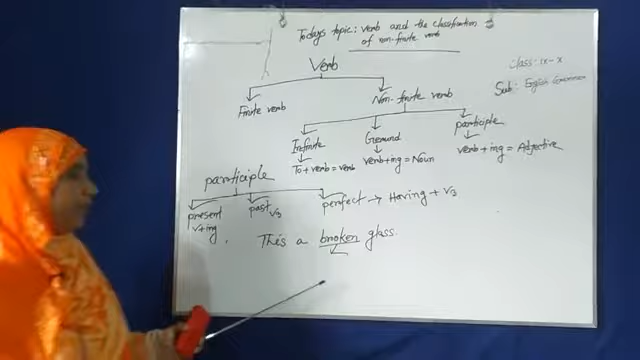 Todays topic: verb and the classification
of non-finite verb
class: ix-x
Sub: English Grammar
Verb
Finite verb
Non-finite verb
Infinite
To + verb = verb
Gerund
verb+ing = Noun
participle
verb+ing = Adjective
participle
present
v+ing
past
v3
perfect → Having + v3
This a broken glass.